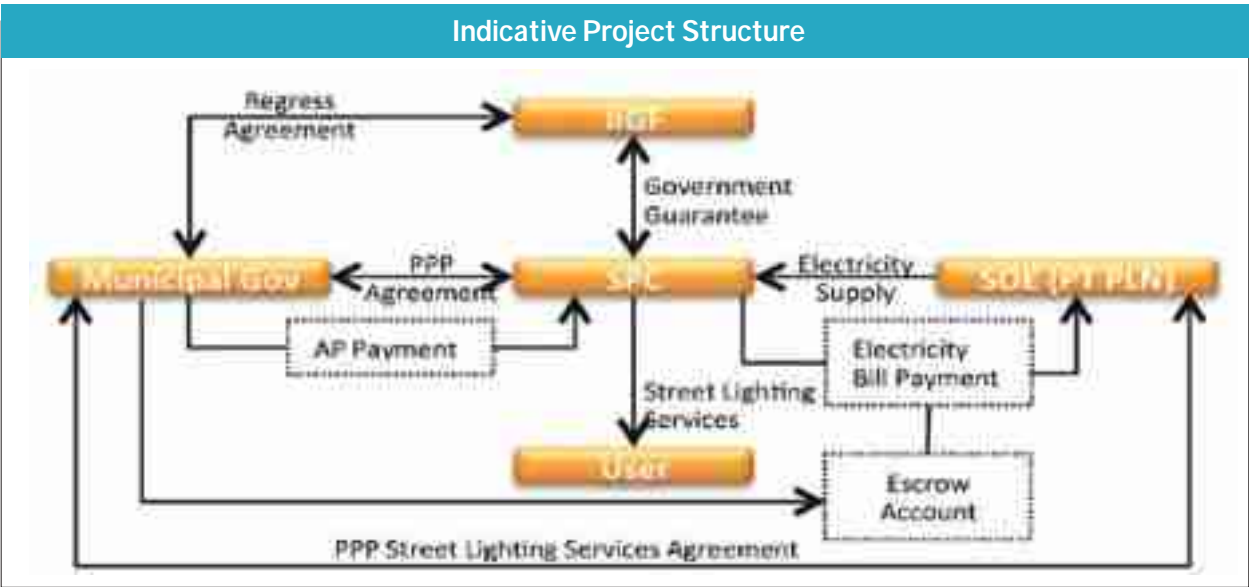 Indicative Project Structure
Regress
Agreement
IIGF
Government
Guarantee
Municipal Gov
PPP
Agreement
SPC
Electricity
Supply
SOE (PT PLN)
AP Payment
Electricity
Bill Payment
Street Lighting
Services
User
Escrow
Account
PPP Street Lighting Services Agreement